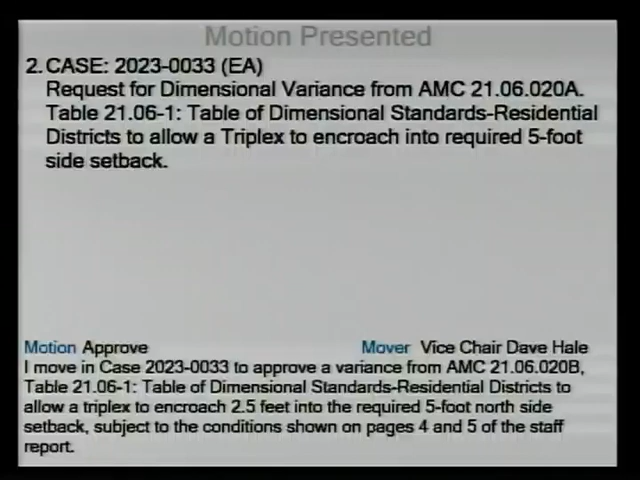 Motion Presented
2. CASE: 2023-0033 (EA)
Request for Dimensional Variance from AMC 21.06.020A.
Table 21.06-1: Table of Dimensional Standards-Residential
Districts to allow a Triplex to encroach into required 5-foot
side setback.
Motion Approve Mover Vice Chair Dave Hale
I move in Case 2023-0033 to approve a variance from AMC 21.06.020B,
Table 21.06-1: Table of Dimensional Standards-Residential Districts to
allow a triplex to encroach 2.5 feet into the required 5-foot north side
setback, subject to the conditions shown on pages 4 and 5 of the staff
report.